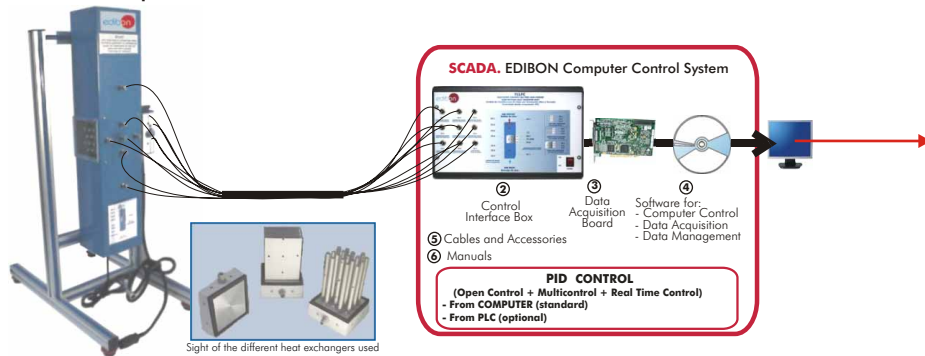 edibon
SCADA. EDIBON Computer Control System
edibon
②
Control
Interface Box
③
Data
Acquisition
Board
④
Software for:
- Computer Control
- Data Acquisition
- Data Management
⑤ Cables and Accessories
⑥ Manuals
PID CONTROL
(Open Control + Multicontrol + Real Time Control)
- From COMPUTER (standard)
- From PLC (optional)
Sight of the different heat exchangers used